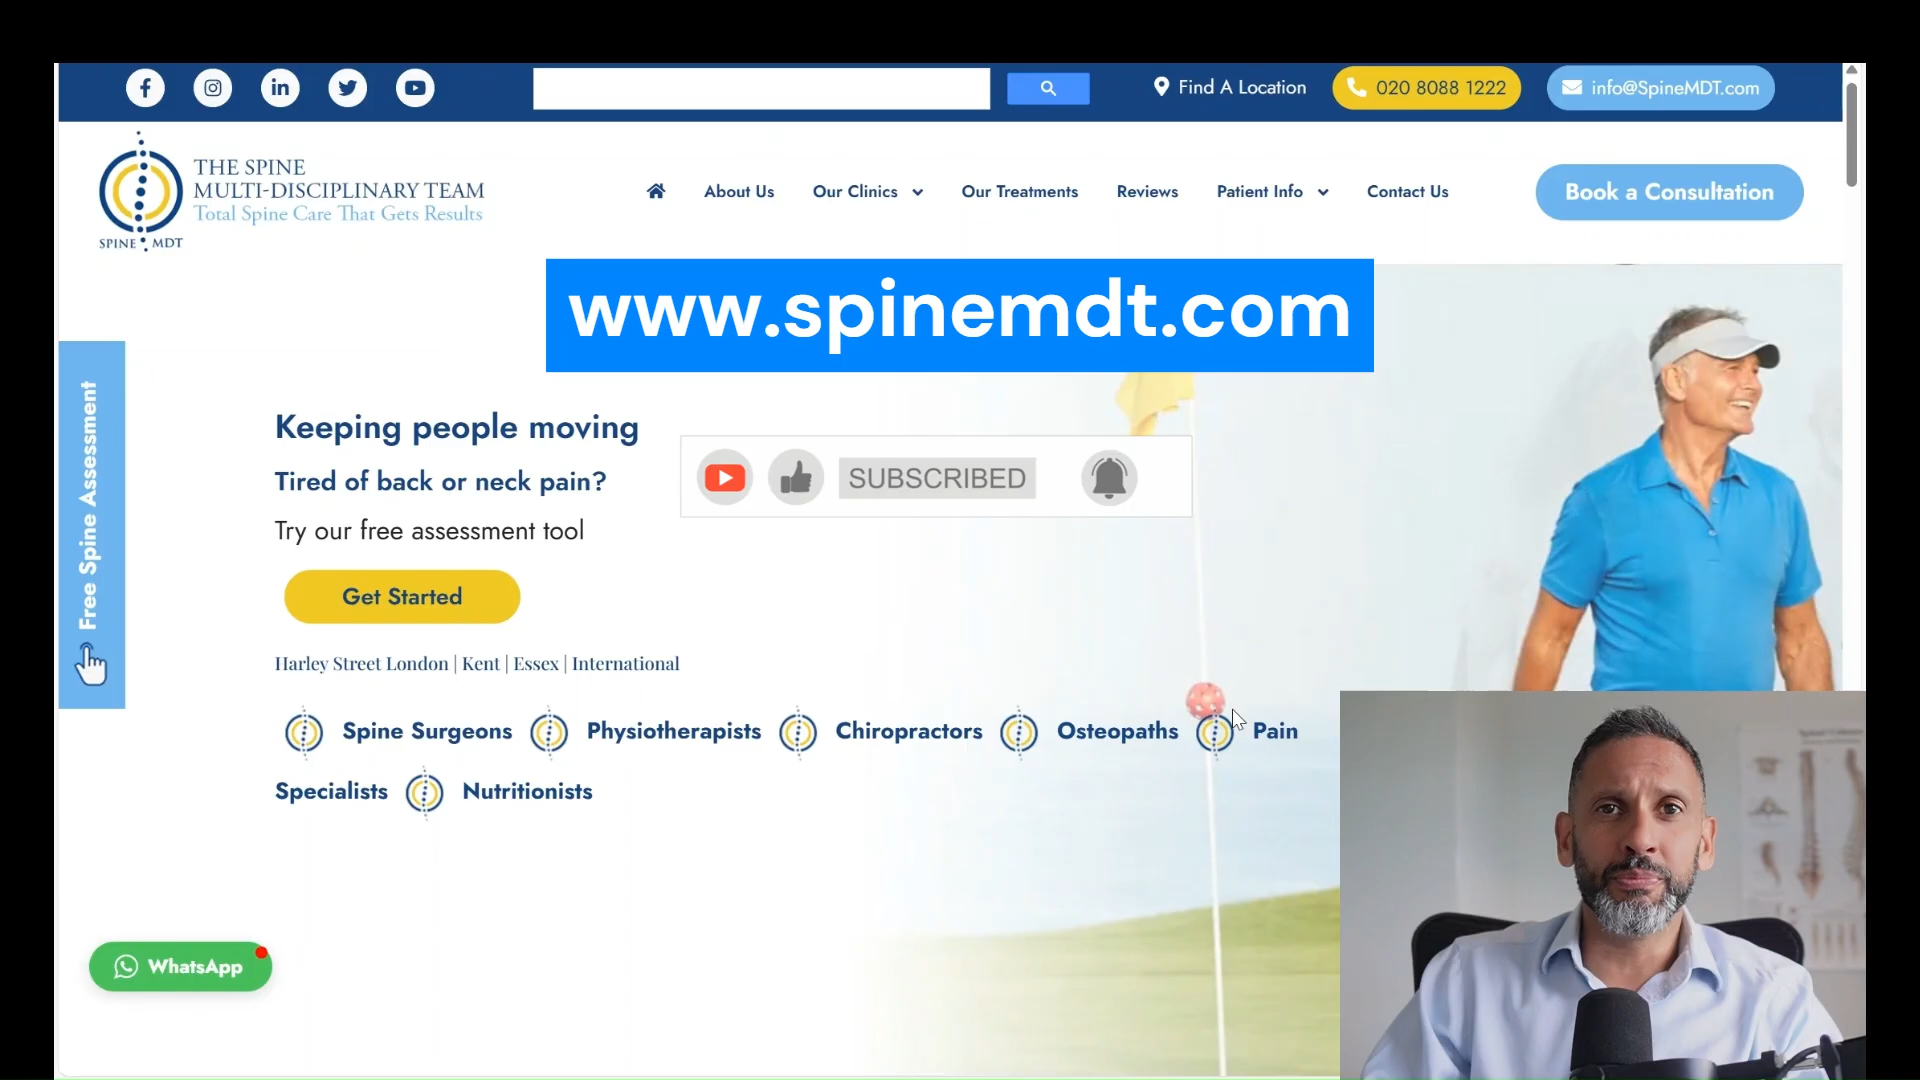 Find A Location
020 8088 1222
info@SpineMDT.com
THE SPINE
MULTI-DISCIPLINARY TEAM
Total Spine Care That Gets Results
SPINE MDT
About Us
Our Clinics
Our Treatments
Reviews
Patient Info
Contact Us
Book a Consultation
www.spinemdt.com
Free Spine Assessment
Keeping people moving
Tired of back or neck pain?
SUBSCRIBED
Try our free assessment tool
Get Started
Harley Street London | Kent | Essex | International
Spine Surgeons Physiotherapists Chiropractors Osteopaths Pain
Specialists Nutritionists
WhatsApp